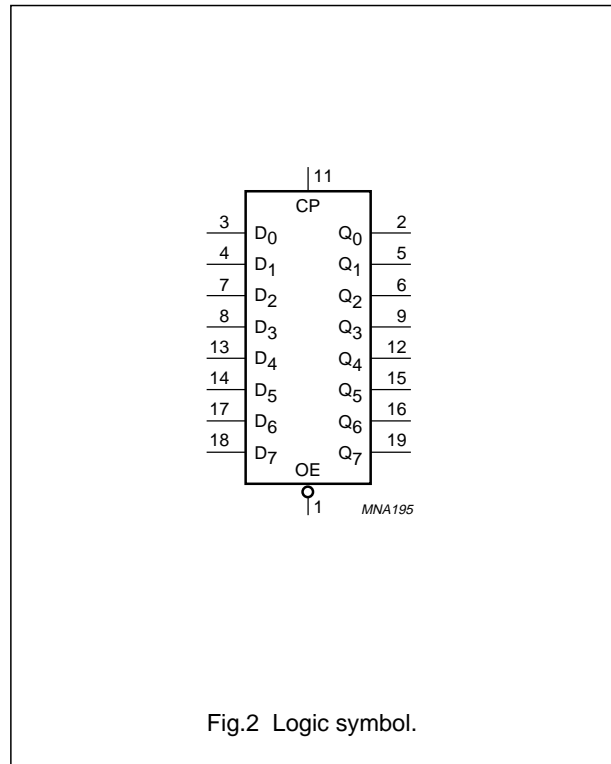 11
CP
3 D0 Q0 2
4 D1 Q1 5
7 D2 Q2 6
8 D3 Q3 9
13 D4 Q4 12
14 D5 Q5 15
17 D6 Q6 16
18 D7 Q7 19
OE
1 MNA195
Fig.2 Logic symbol.